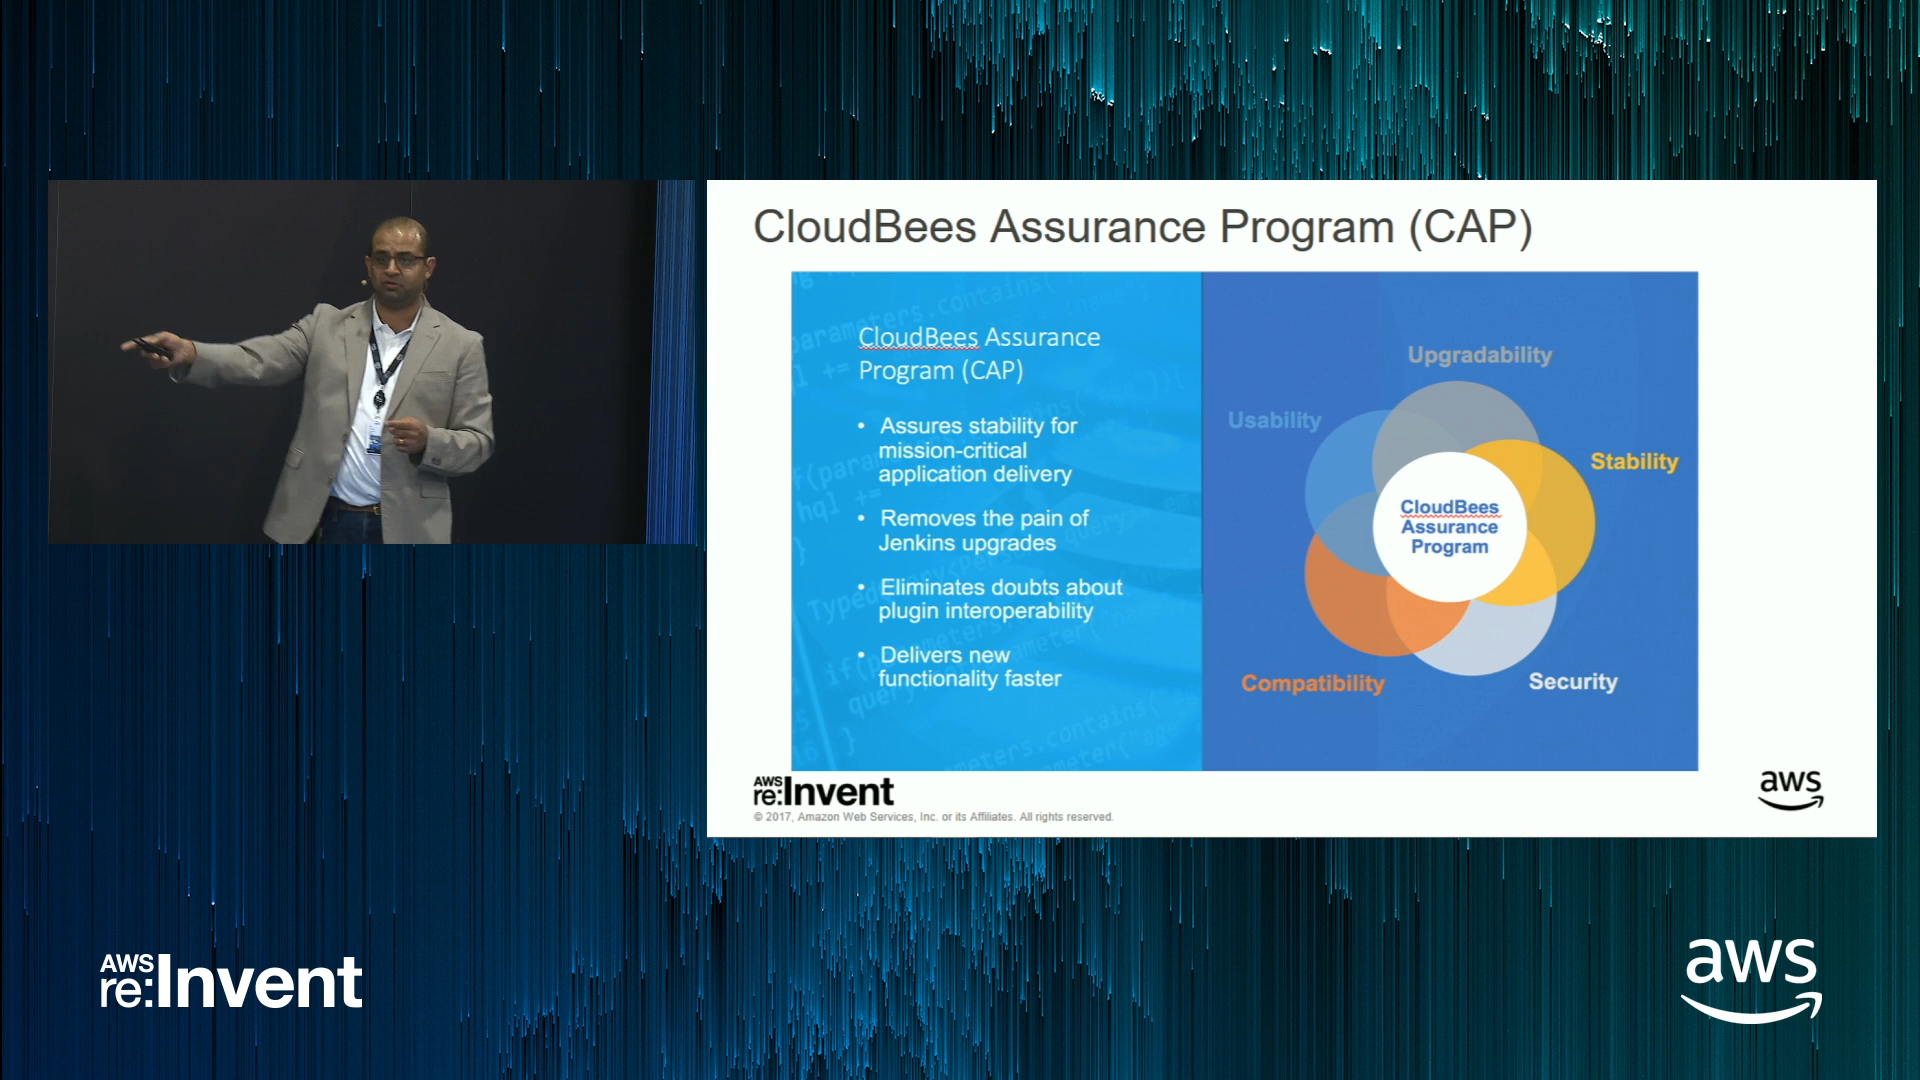 CloudBees Assurance Program (CAP)
CloudBees Assurance
Program (CAP)
• Assures stability for
mission-critical
application delivery
• Removes the pain of
Jenkins upgrades
• Eliminates doubts about
plugin interoperability
• Delivers new
functionality faster
Upgradability
Usability
Stability
CloudBees
Assurance
Program
Compatibility
Security
AWS
re:Invent
aws
© 2017, Amazon Web Services, Inc. or its Affiliates. All rights reserved.
AWS
re:Invent
aws